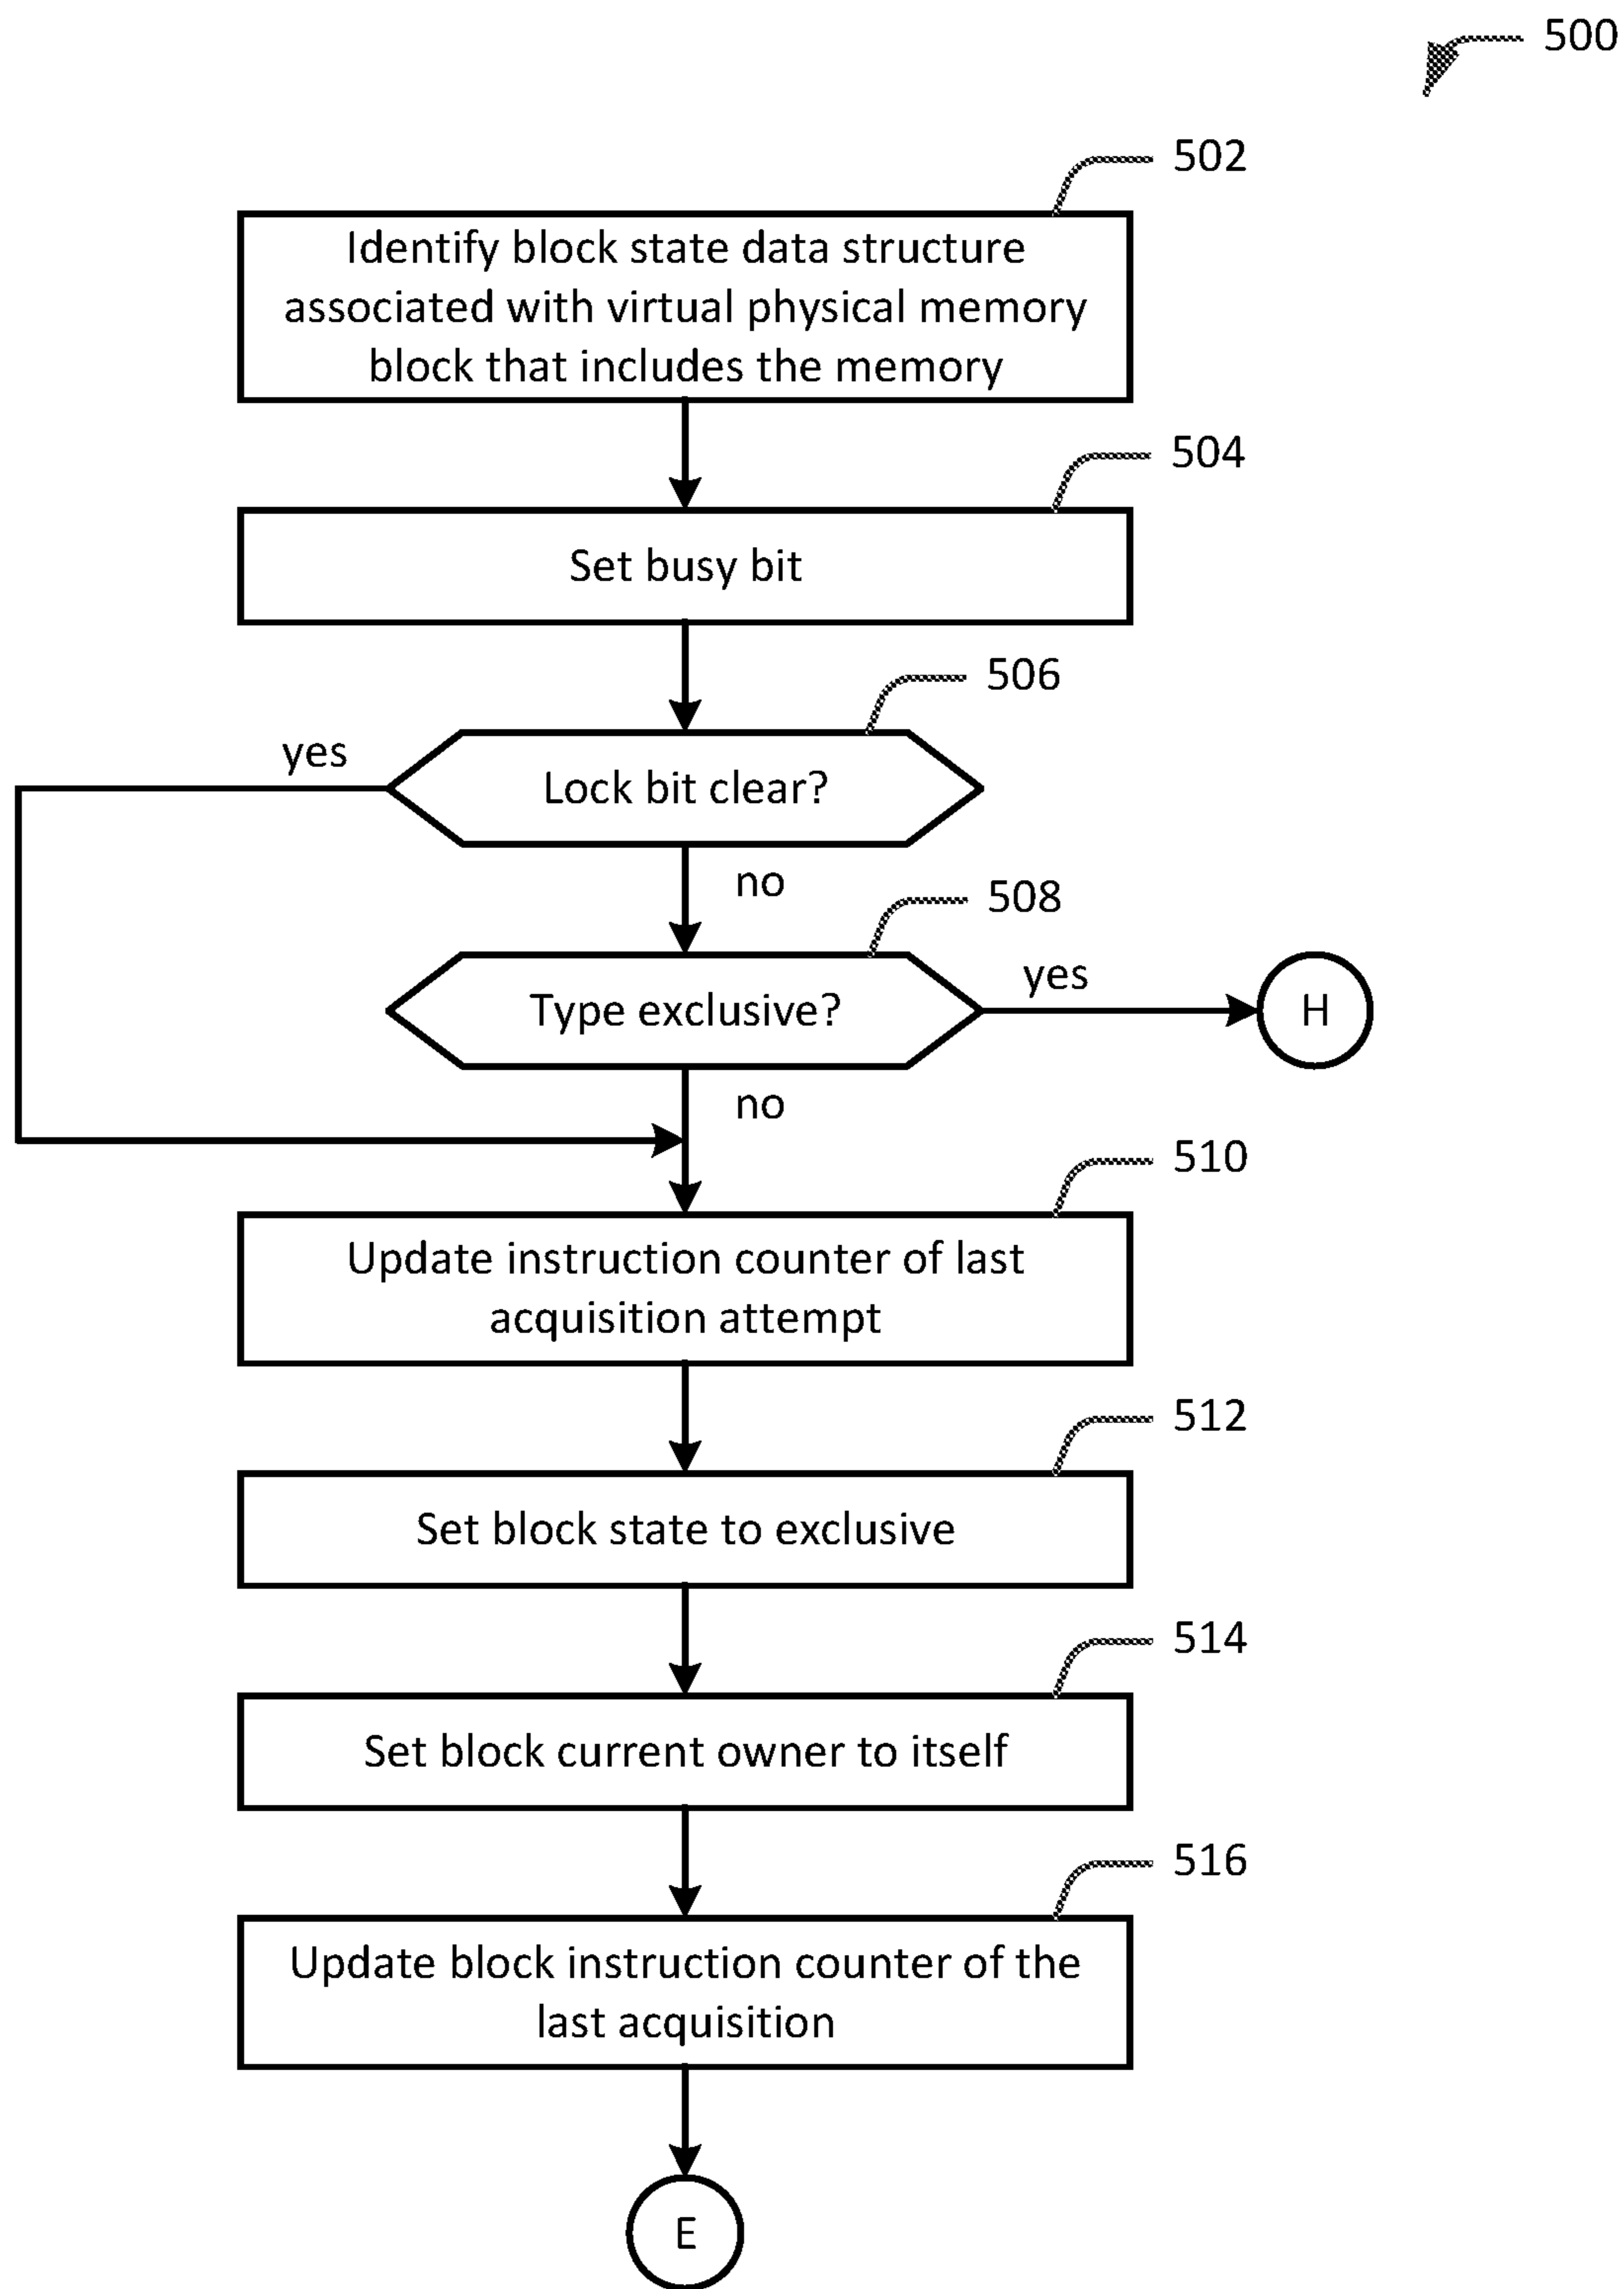 500
502
Identify block state data structure
associated with virtual physical memory
block that includes the memory
504
Set busy bit
506
yes
Lock bit clear?
no
508
yes
Type exclusive?
H
no
510
Update instruction counter of last
acquisition attempt
512
Set block state to exclusive
514
Set block current owner to itself
516
Update block instruction counter of the
last acquisition
E